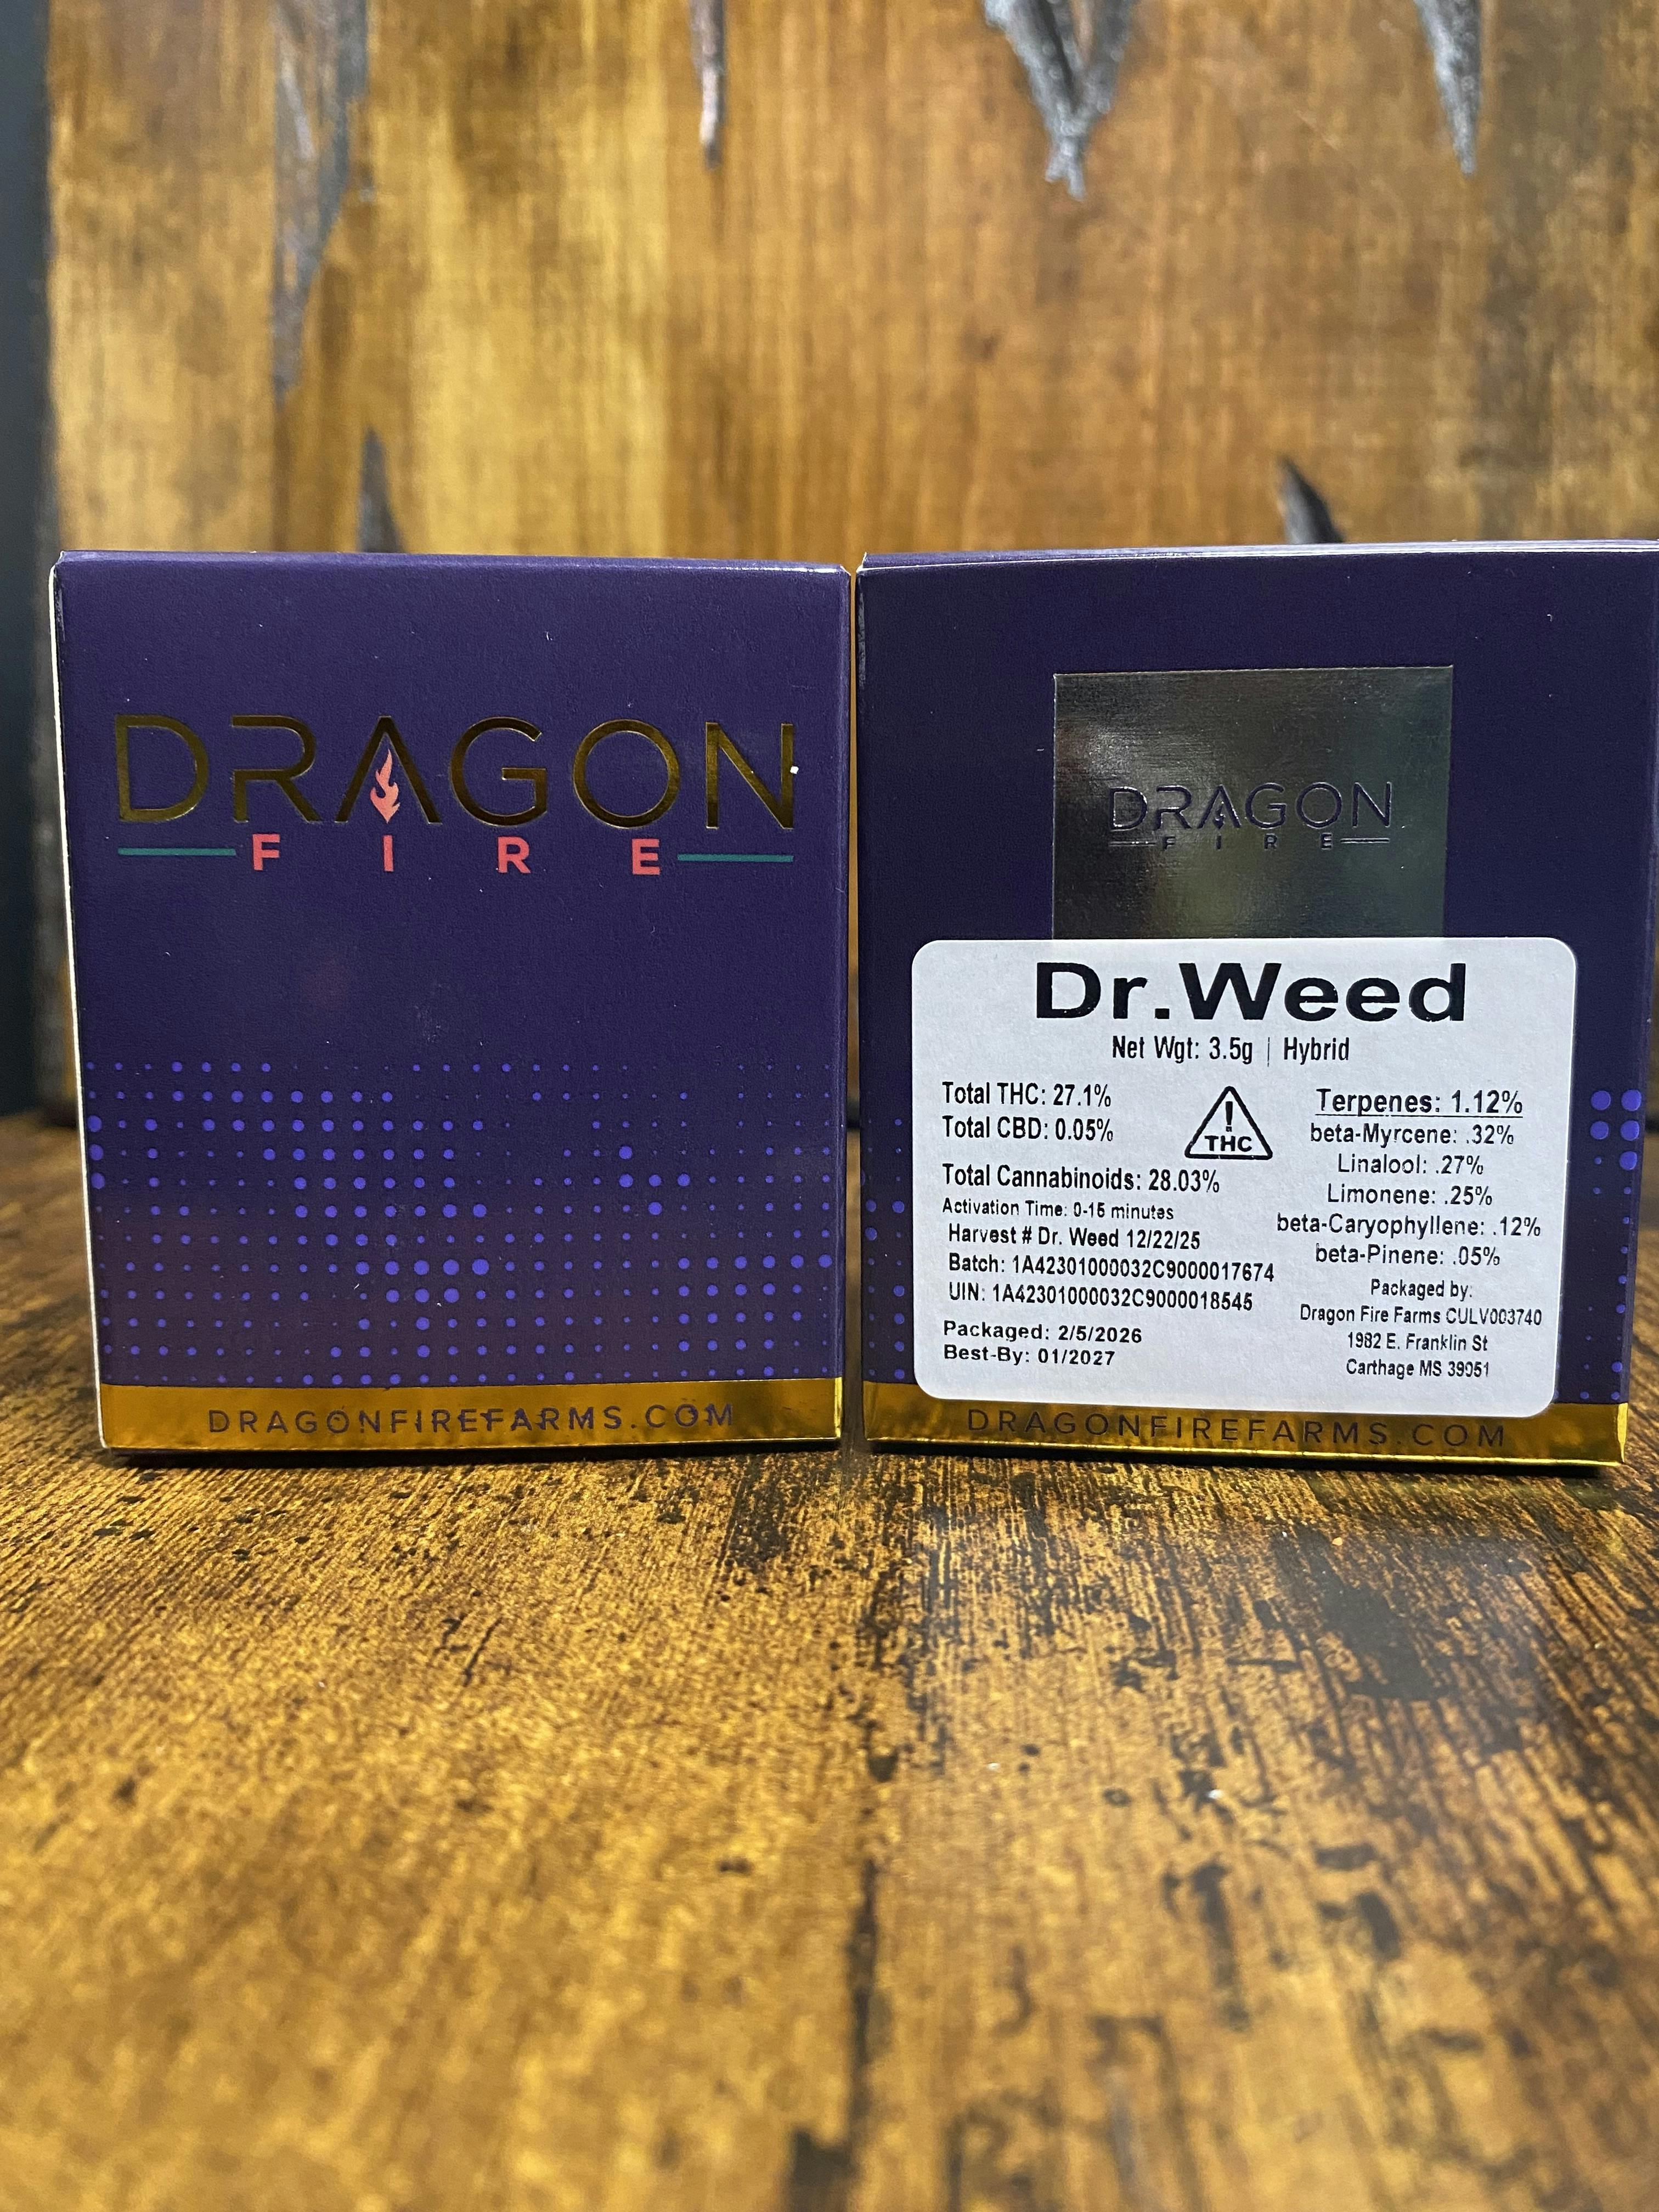 DRAGON
FIRE
DRAGONFIREFARMS.COM
DRAGON
FIRE
Dr.Weed
Net Wgt: 3.5g | Hybrid
Total THC: 27.1%
Total CBD: 0.05%
Total Cannabinoids: 28.03%
Activation Time: 0-15 minutes
Harvest # Dr. Weed 12/22/25
Batch: 1A42301000032C9000017674
UIN: 1A42301000032C9000018545
Packaged: 2/5/2026
Best-By: 01/2027
THC
Terpenes: 1.12%
beta-Myrcene: .32%
Linalool: .27%
Limonene: .25%
beta-Caryophyllene: .12%
beta-Pinene: .05%
Packaged by:
Dragon Fire Farms CULV003740
1982 E. Franklin St
Carthage MS 39051
DRAGONFIREFARMS.COM